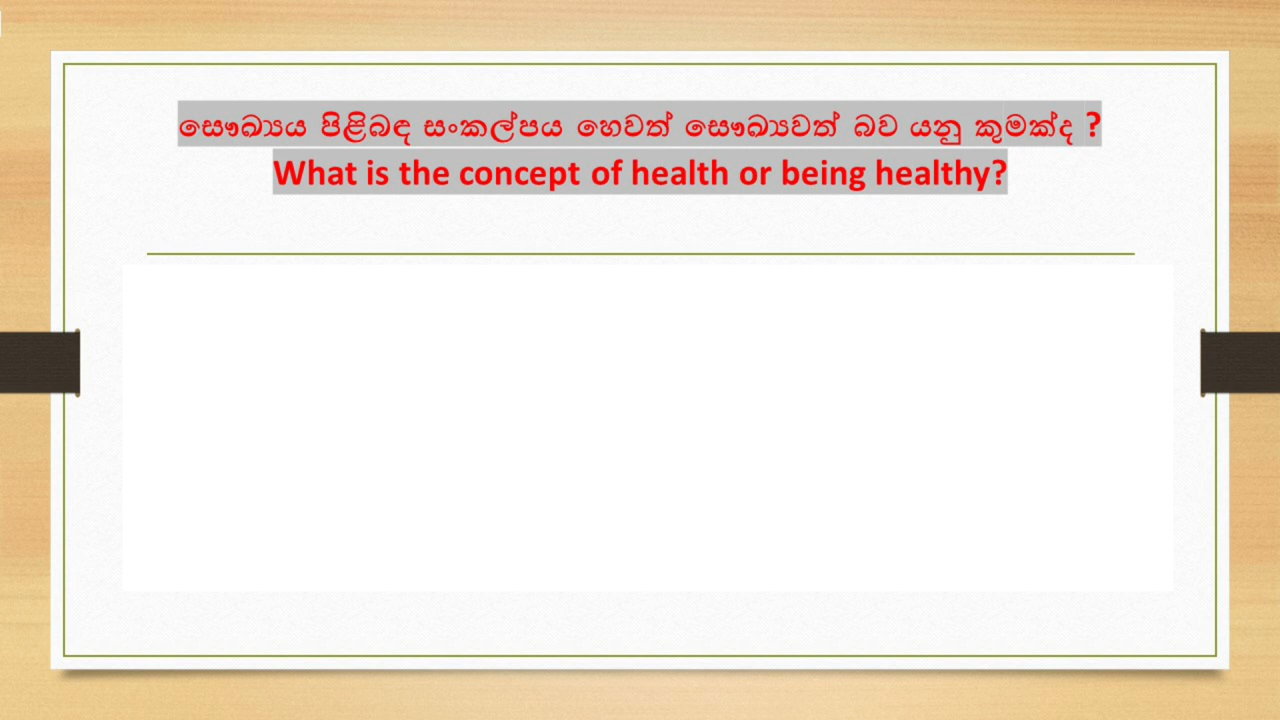 සෞඛ්‍යය පිළිබඳ සංකල්පය හෙවත් සෞඛ්‍යවත් බව යනු කුමක්ද ?
What is the concept of health or being healthy?